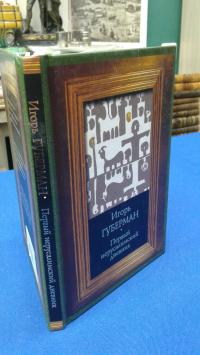 Игорь ГУБЕРМАН · Первый иерусалимский дневник
Игорь
ГУБЕРМАН
Первый
иерусалимский
дневник